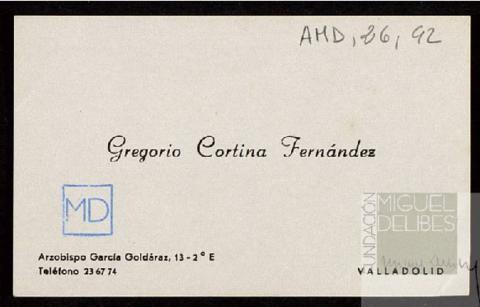 AMD, 26, 92
Gregorio Cortina Fernández
MD
Arzobispo García Goldáraz, 13 - 2° E
Teléfono 23 67 74
VALLADOLID
FUNDACIÓN
MIGUEL
DELIBES